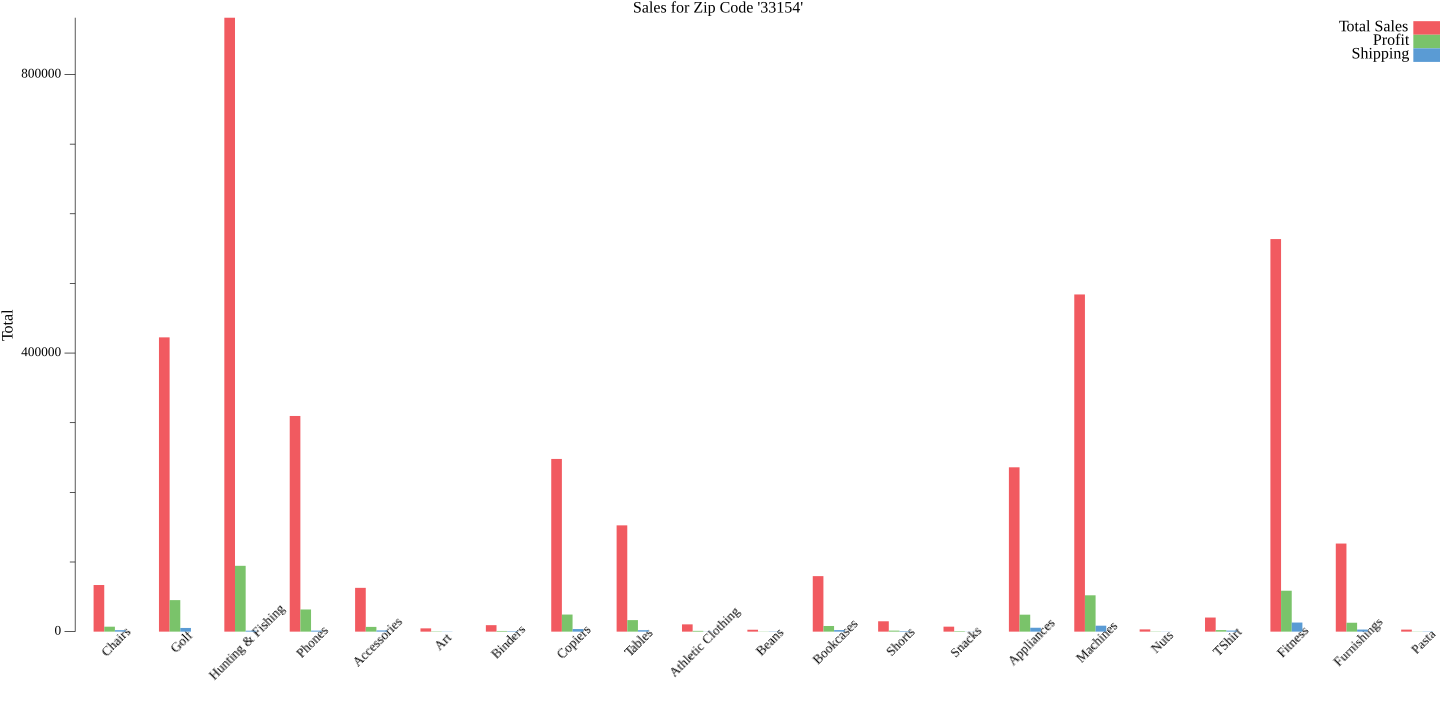 Sales for Zip Code '33154'
Total Sales
Profit
Shipping
800000
400000
0
Total
Chairs
Golf
Hunting & Fishing
Phones
Accessories
Art
Binders
Copiers
Tables
Athletic Clothing
Beans
Bookcases
Shorts
Snacks
Appliances
Machines
Nuts
TShirt
Fitness
Furnishings
Pasta